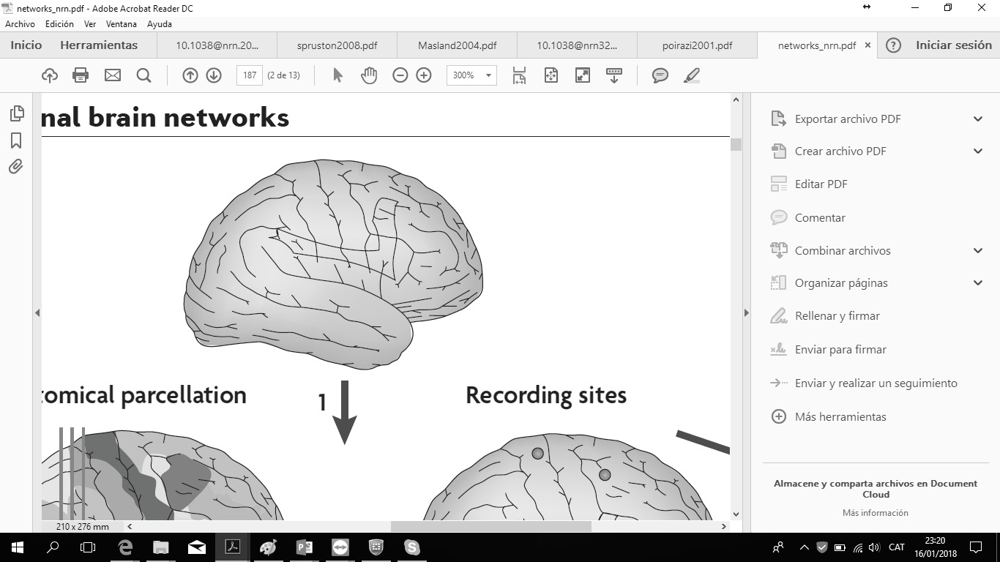 networks_nrn.pdf - Adobe Acrobat Reader DC
Archivo Edición Ver Ventana Ayuda
Inicio Herramientas 10.1038@nrn.20... spruston2008.pdf Masland2004.pdf 10.1038@nrn32... poirazi2001.pdf networks_nrn.pdf × ? Iniciar sesión
187 (2 de 13) 300%
nal brain networks
Exportar archivo PDF
Crear archivo PDF
Editar PDF
Comentar
Combinar archivos
Organizar páginas
Rellenar y firmar
Enviar para firmar
Enviar y realizar un seguimiento
Más herramientas
tomical parcellation 1 Recording sites
Almacene y comparta archivos en Document
Cloud
Más información
210 x 276 mm
CAT 23:20
16/01/2018